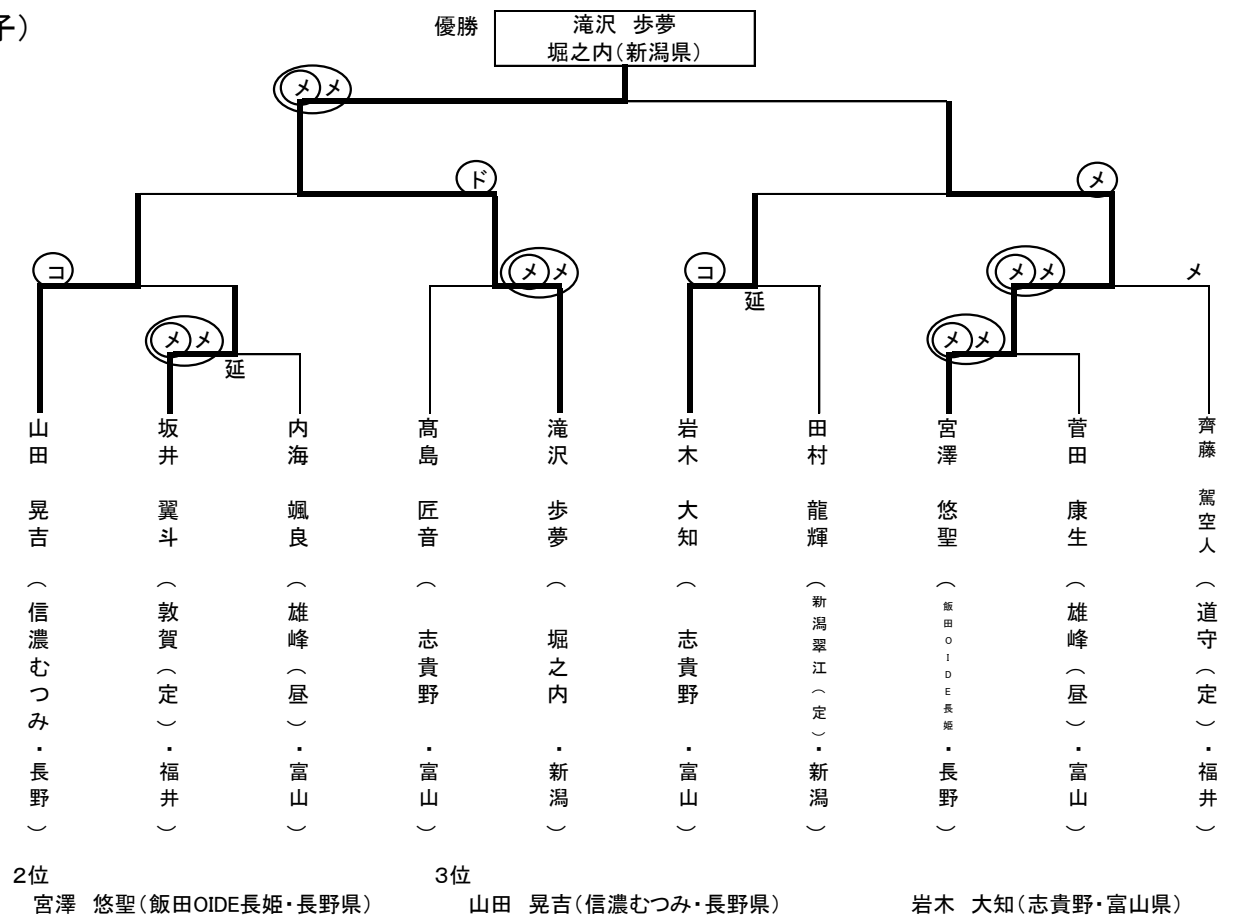 子）
優勝
滝沢 歩夢
堀之内（新潟県）
メメ
ド
メ
コ
メメ
コ
延
メメ
メ
メメ
延
メメ
山田 晃吉（信濃むつみ・長野）
坂井 翼斗（敦賀（定）・福井）
内海 颯良（雄峰（昼）・富山）
髙島 匠音（志貴野・富山）
滝沢 歩夢（堀之内・新潟）
岩木 大知（志貴野・富山）
田村 龍輝（新潟翠江（定）・新潟）
宮澤 悠聖（飯田OIDE長姫・長野）
菅田 康生（雄峰（昼）・富山）
齊藤 駕空人（道守（定）・福井）
2位
3位
宮澤 悠聖（飯田OIDE長姫・長野県）
山田 晃吉（信濃むつみ・長野県）
岩木 大知（志貴野・富山県）